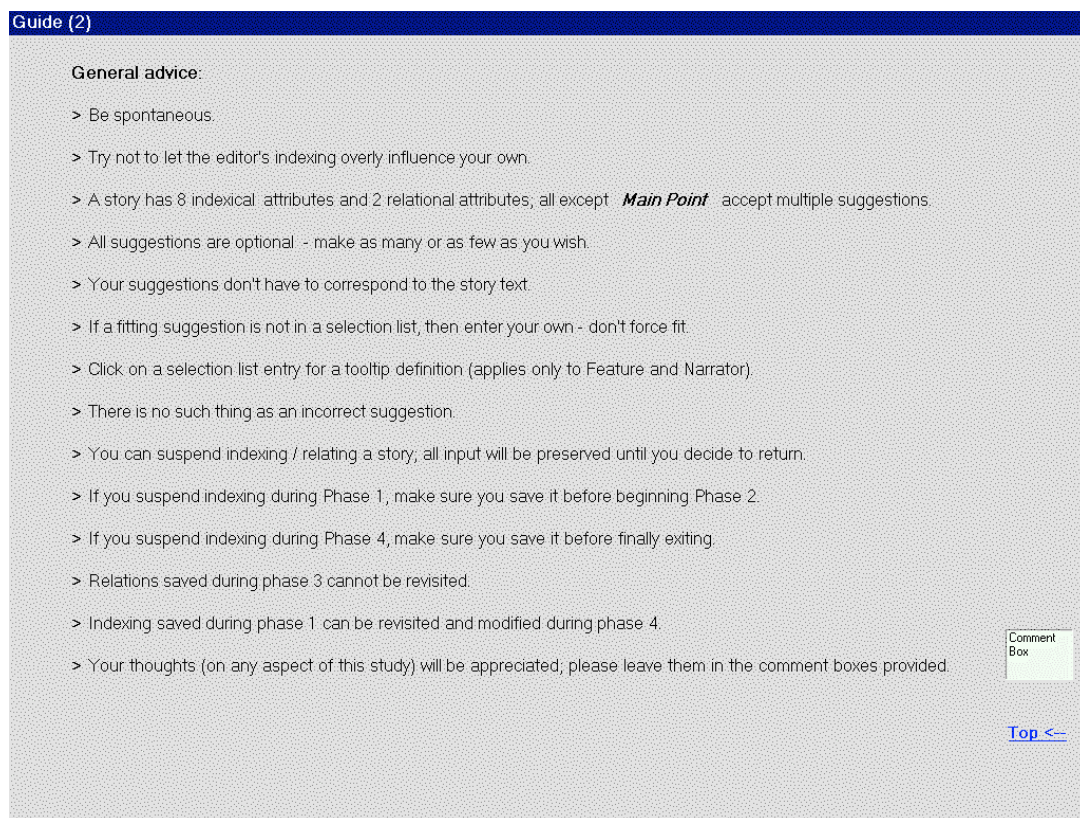 Guide (2)
General advice:
> Be spontaneous.
> Try not to let the editor's indexing overly influence your own.
> A story has 8 indexical attributes and 2 relational attributes; all except Main Point accept multiple suggestions.
> All suggestions are optional - make as many or as few as you wish.
> Your suggestions don't have to correspond to the story text.
> If a fitting suggestion is not in a selection list, then enter your own - don't force fit.
> Click on a selection list entry for a tooltip definition (applies only to Feature and Narrator).
> There is no such thing as an incorrect suggestion.
> You can suspend indexing / relating a story; all input will be preserved until you decide to return.
> If you suspend indexing during Phase 1, make sure you save it before beginning Phase 2.
> If you suspend indexing during Phase 4, make sure you save it before finally exiting.
> Relations saved during phase 3 cannot be revisited.
> Indexing saved during phase 1 can be revisited and modified during phase 4.
> Your thoughts (on any aspect of this study) will be appreciated; please leave them in the comment boxes provided.
Comment
Box
Top <--